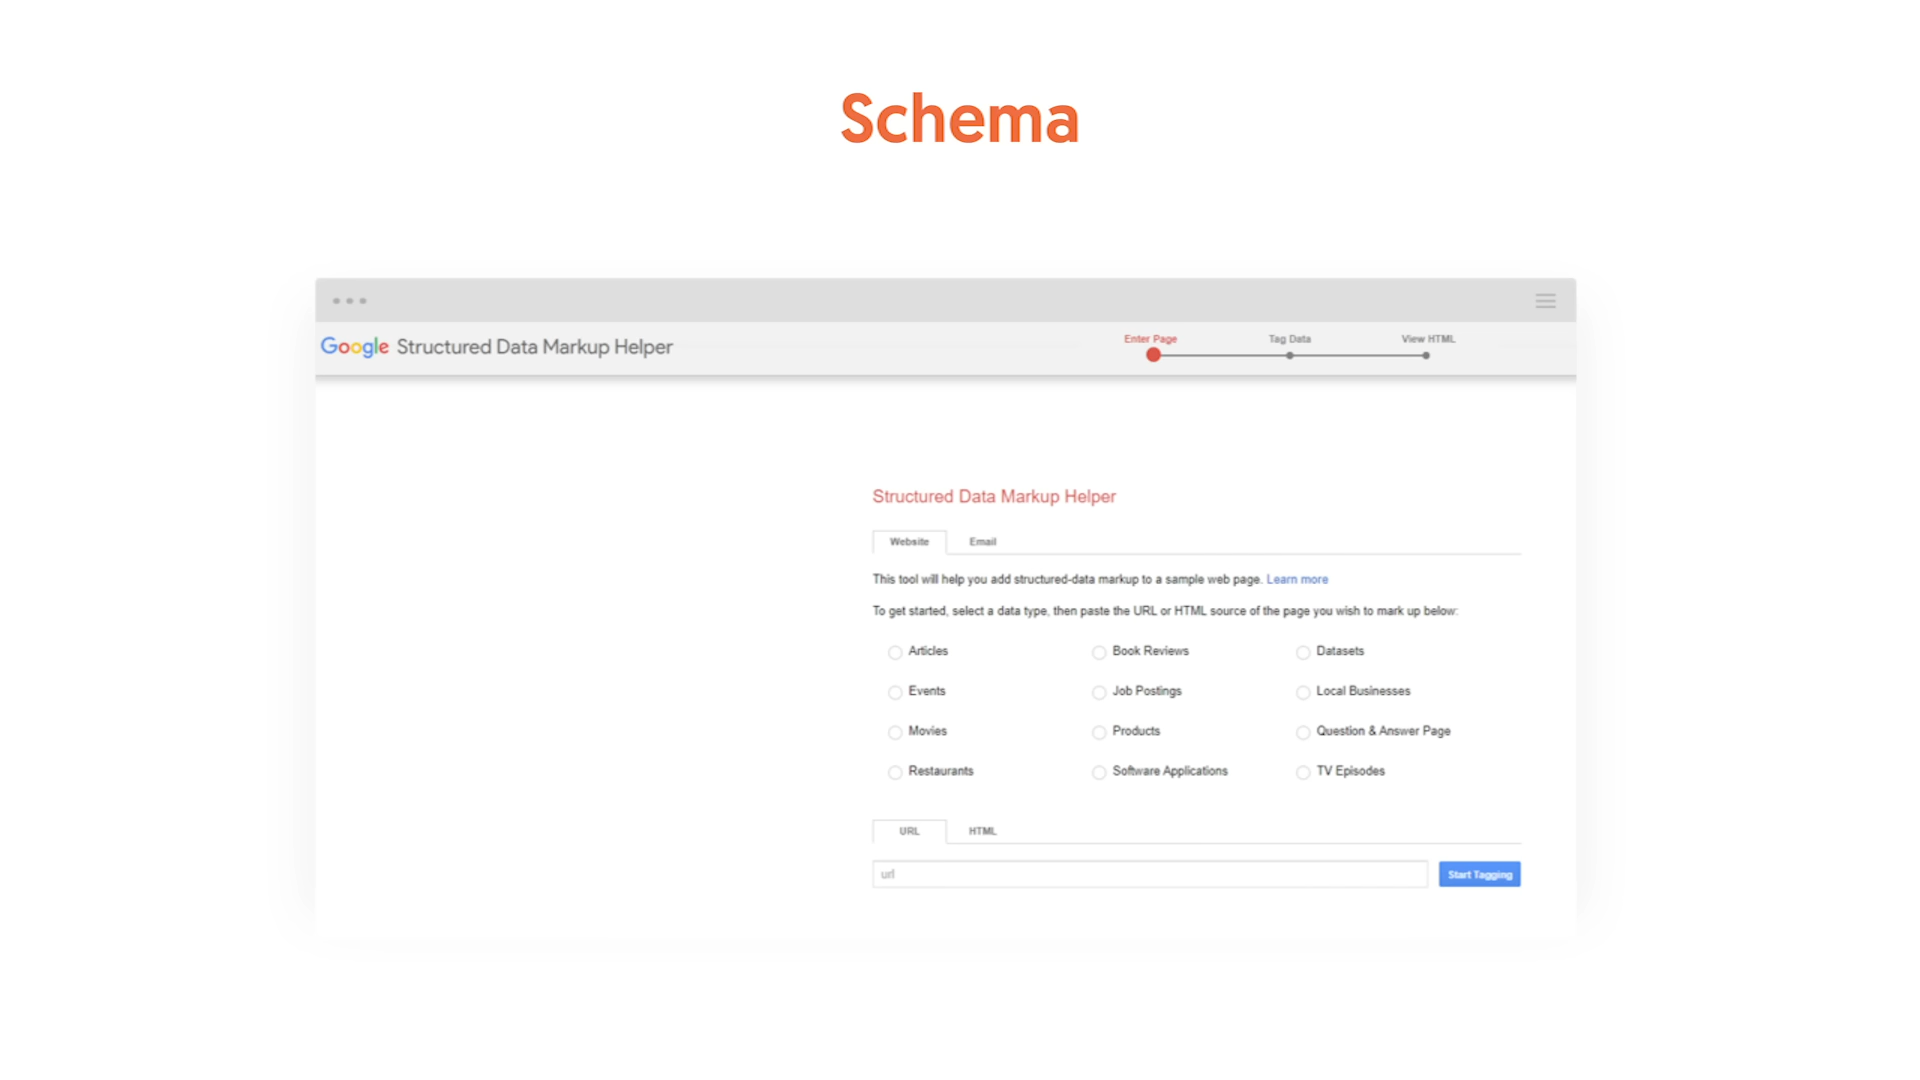 Schema
Google Structured Data Markup Helper
Enter Page
Tag Data
View HTML
Structured Data Markup Helper
Website
Email
This tool will help you add structured-data markup to a sample web page. Learn more
To get started, select a data type, then paste the URL or HTML source of the page you wish to mark up below:
Articles
Book Reviews
Datasets
Events
Job Postings
Local Businesses
Movies
Products
Question & Answer Page
Restaurants
Software Applications
TV Episodes
URL
HTML
url
Start Tagging